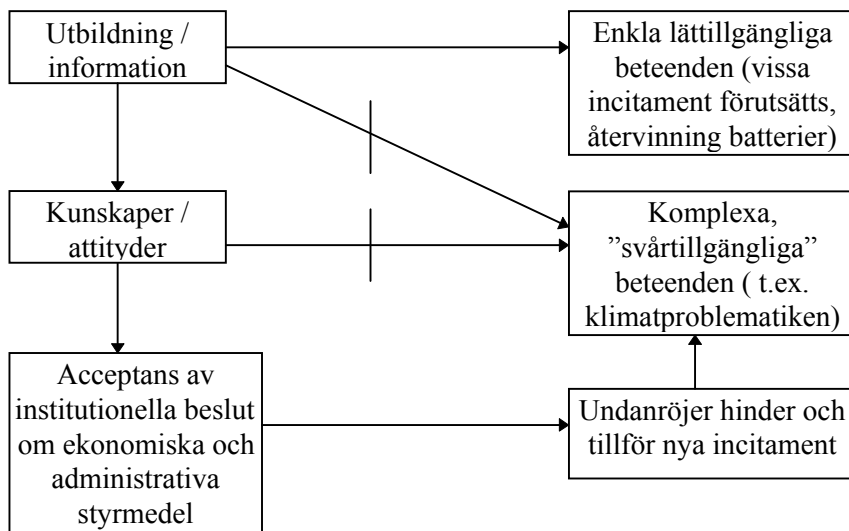 Utbildning /
information
Enkla lättillgängliga
beteenden (vissa
incitament förutsätts,
återvinning batterier)
Kunskaper /
attityder
Komplexa,
”svårtillgängliga”
beteenden ( t.ex.
klimatproblematiken)
Acceptans av
institutionella beslut
om ekonomiska och
administrativa
styrmedel
Undanröjer hinder och
tillför nya incitament